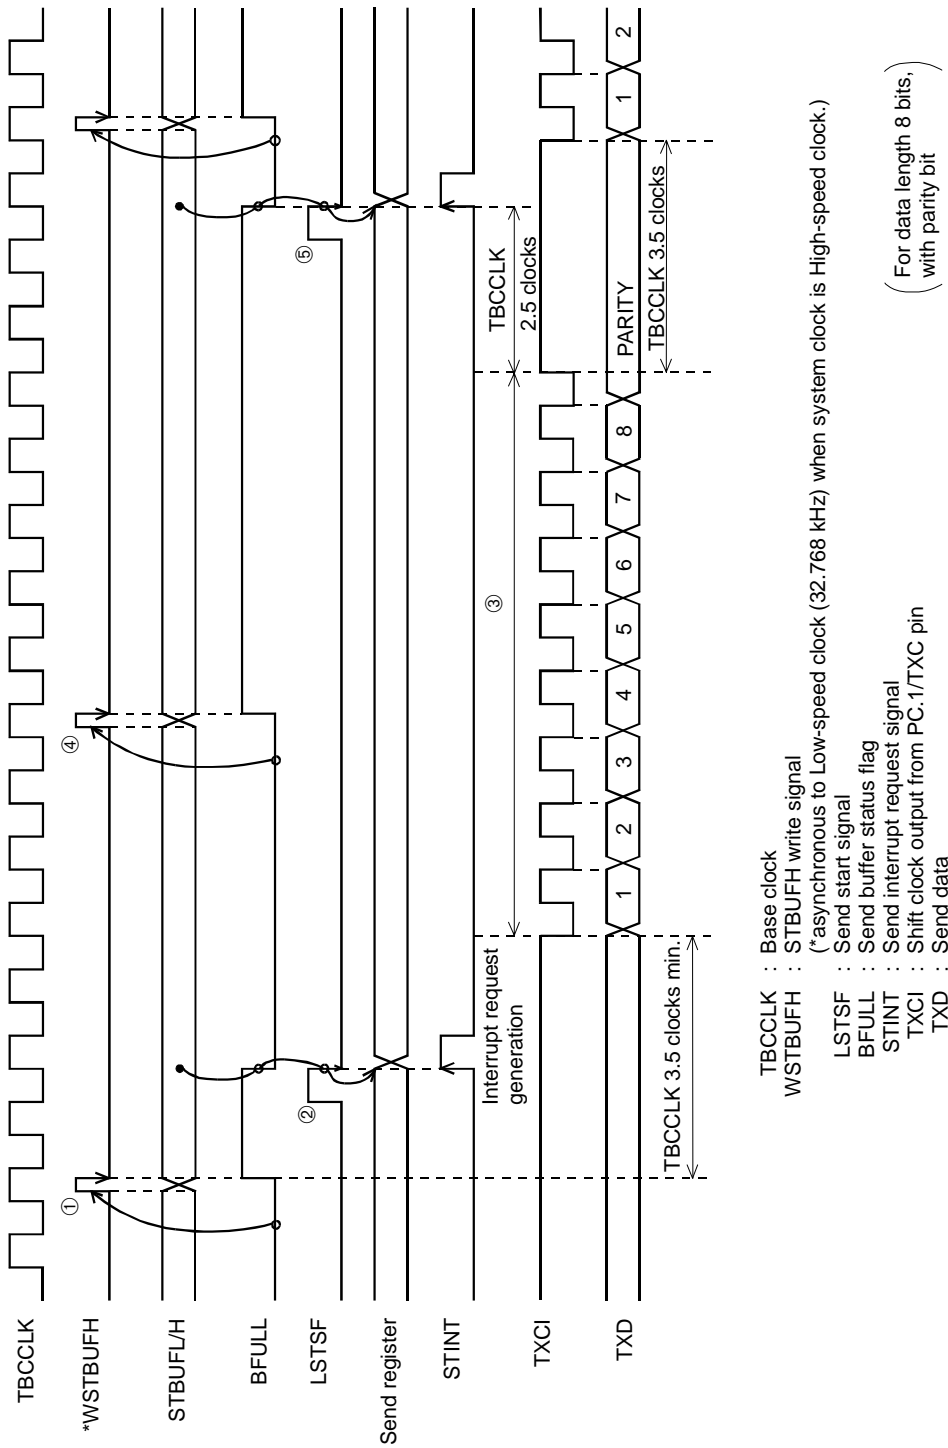 TBCCLK
*WSTBUFH
STBUFL/H
BFULL
LSTSF
Send register
STINT
TXCI
TXD
①
②
③
④
⑤
Interrupt request
generation
TBCCLK 3.5 clocks min.
TBCCLK
2.5 clocks
TBCCLK 3.5 clocks
1 2 3 4 5 6 7 8 PARITY 1 2
TBCCLK : Base clock
WSTBUFH : STBUFH write signal
(*asynchronous to Low-speed clock (32.768 kHz) when system clock is High-speed clock.)
LSTSF : Send start signal
BFULL : Send buffer status flag
STINT : Send interrupt request signal
TXCI : Shift clock output from PC.1/TXC pin
TXD : Send data
(For data length 8 bits,
with parity bit)